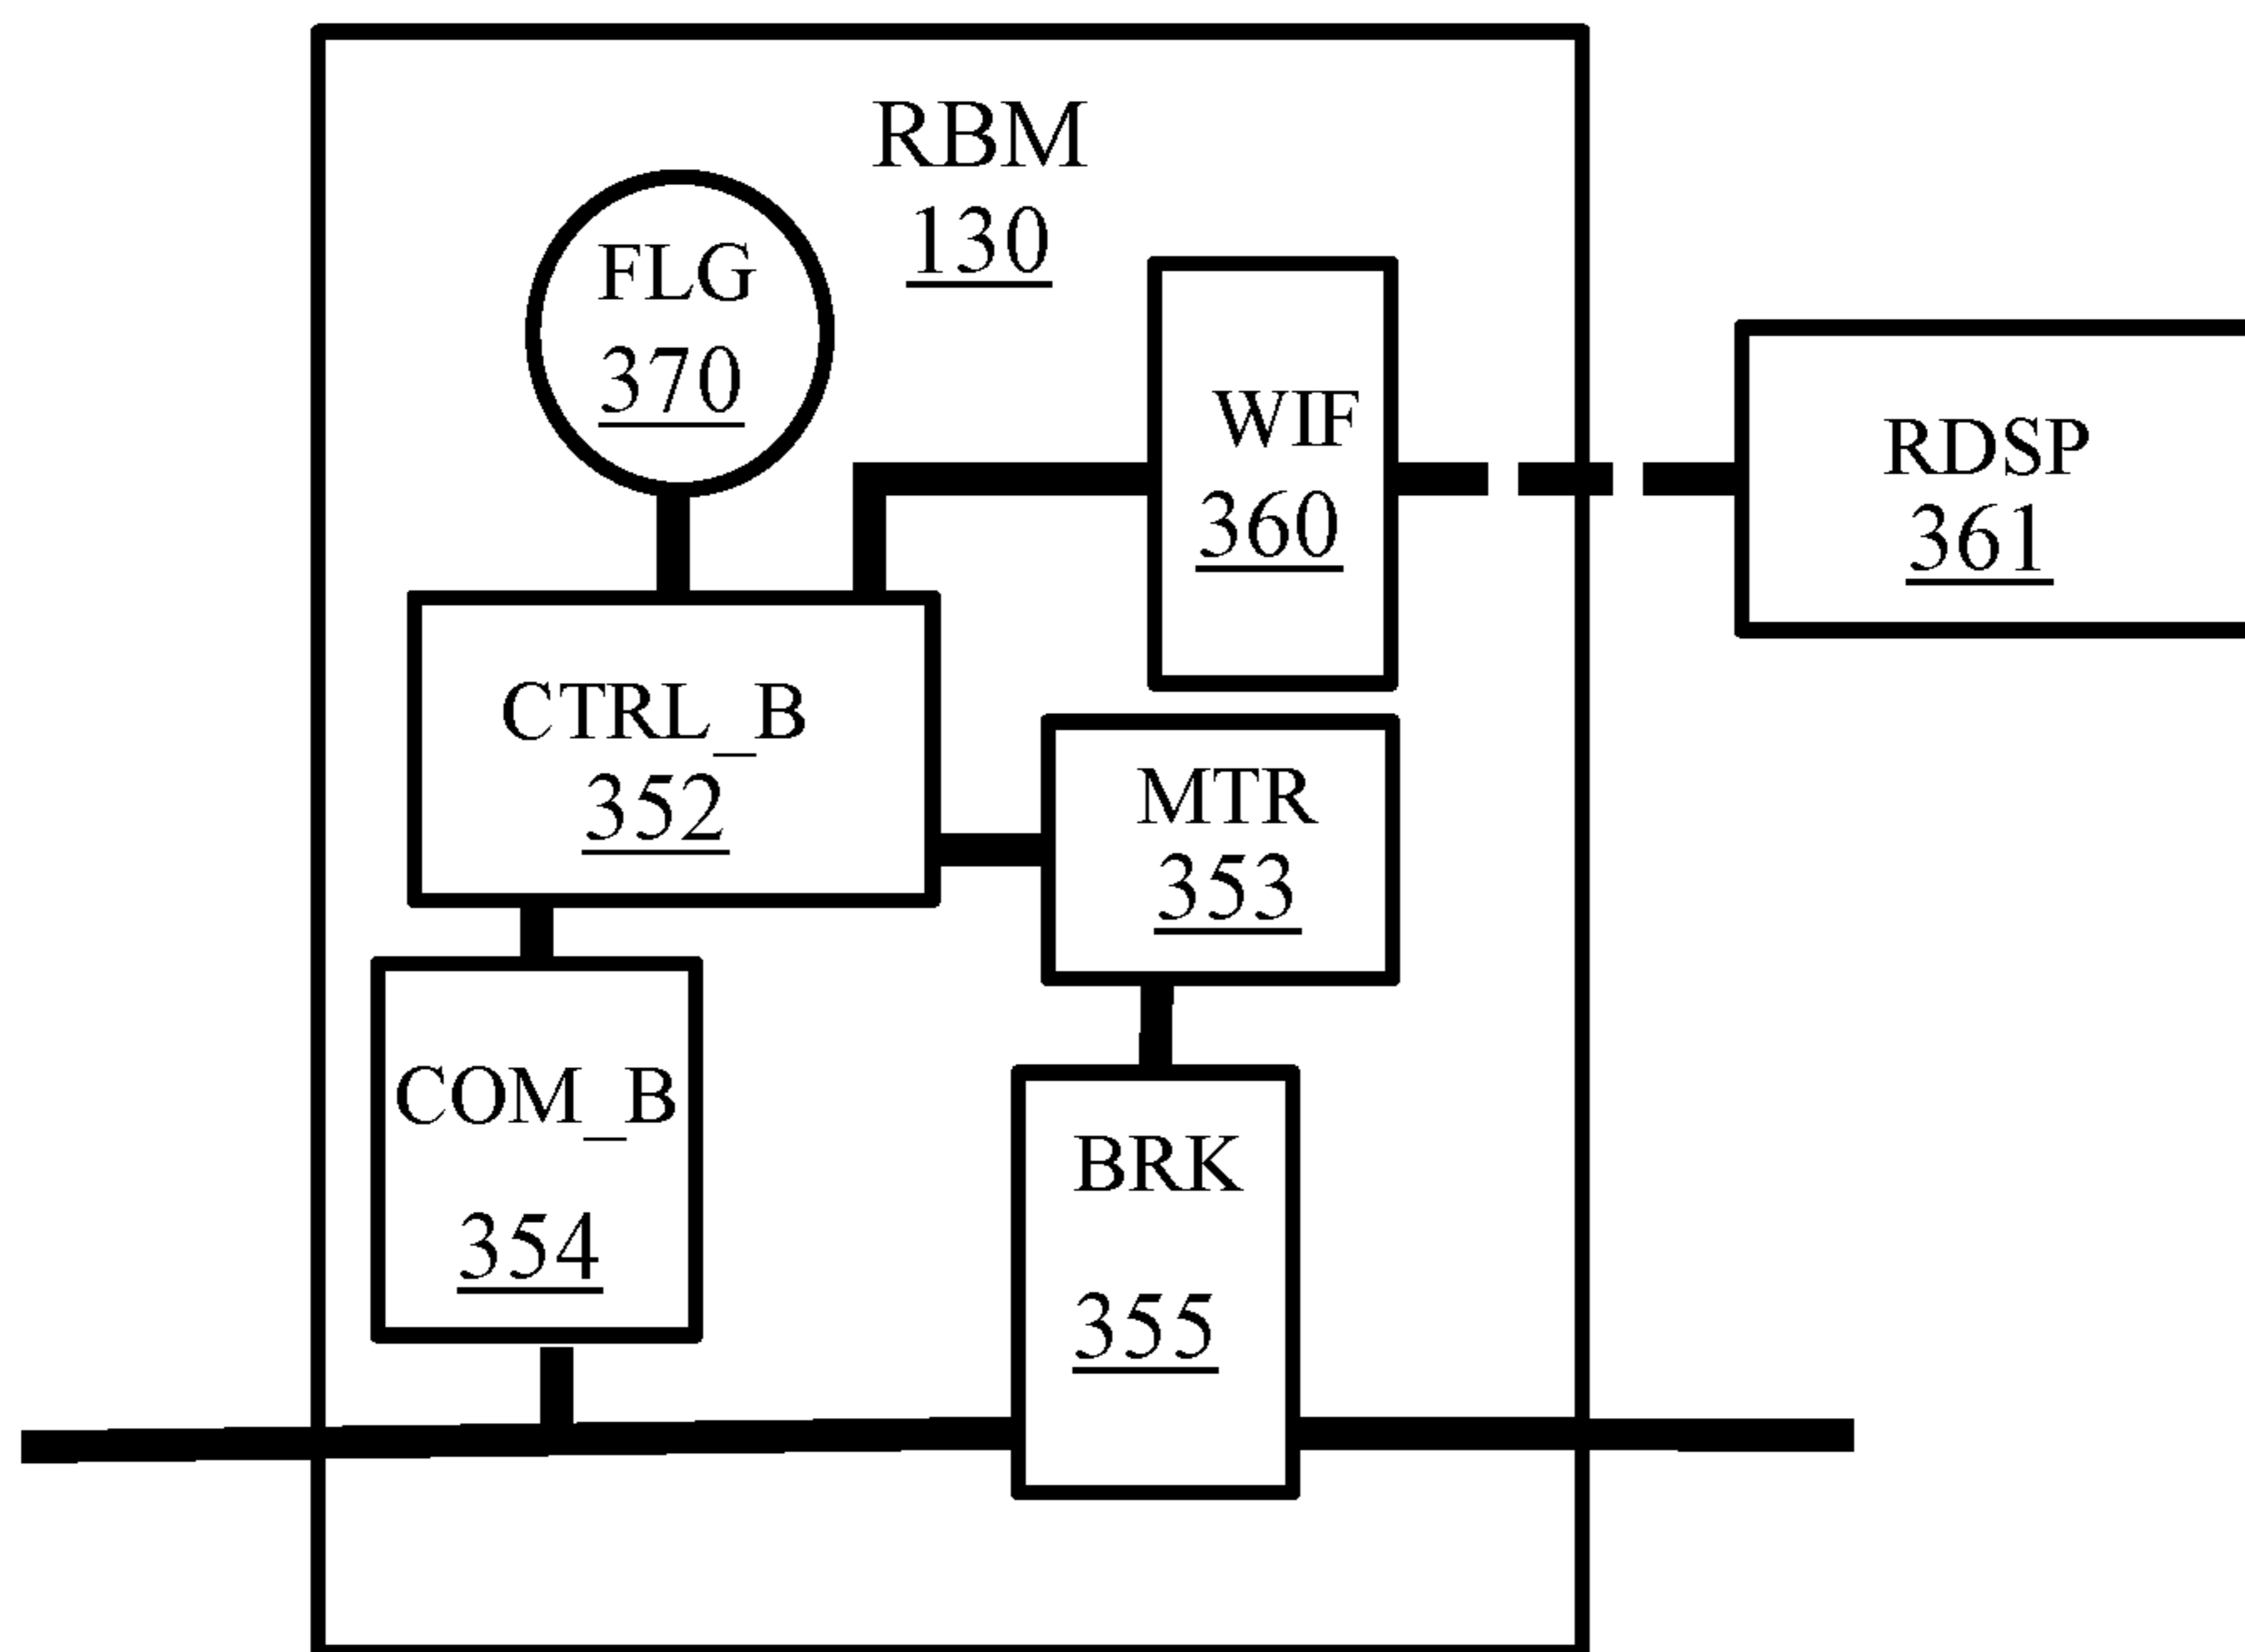 RBM
130
FLG
370
WIF
360
RDSP
361
CTRL_B
352
MTR
353
COM_B
354
BRK
355